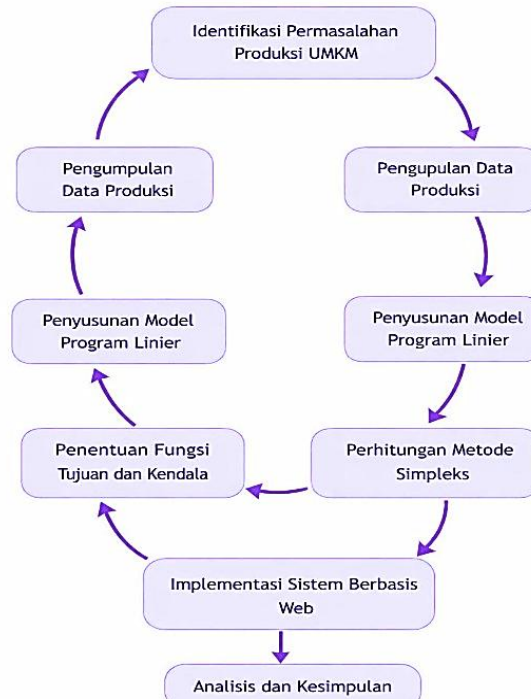 Identifikasi Permasalahan
Produksi UMKM
Pengumpulan
Data Produksi
Pengupulan Data
Produksi
Penyusunan Model
Program Linier
Penyusunan Model
Program Linier
Penentuan Fungsi
Tujuan dan Kendala
Perhitungan Metode
Simpleks
Implementasi Sistem Berbasis
Web
Analisis dan Kesimpulan